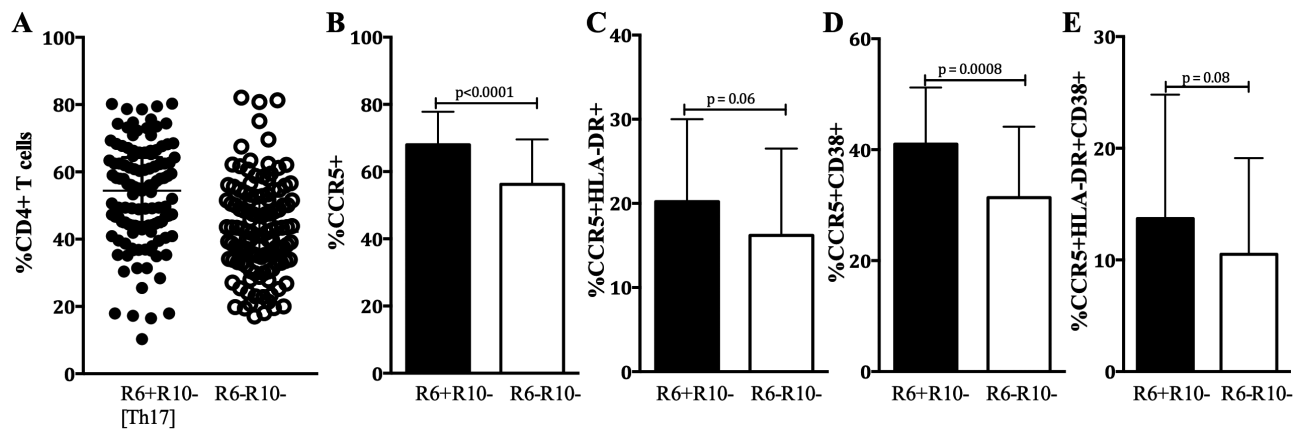 A
%CD4+ T cells
100
80
60
40
20
0
R6+R10-
[Th17]
R6-R10-
B
%CCR5+
100
80
60
40
20
0
p<0.0001
R6+R10-
R6-R10-
C
%CCR5+HLA-DR+
40
30
20
10
0
p = 0.06
R6+R10-
R6-R10-
D
%CCR5+CD38+
60
40
20
0
p = 0.0008
R6+R10-
R6-R10-
E
%CCR5+HLA-DR+CD38+
30
20
10
0
p = 0.08
R6+R10-
R6-R10-